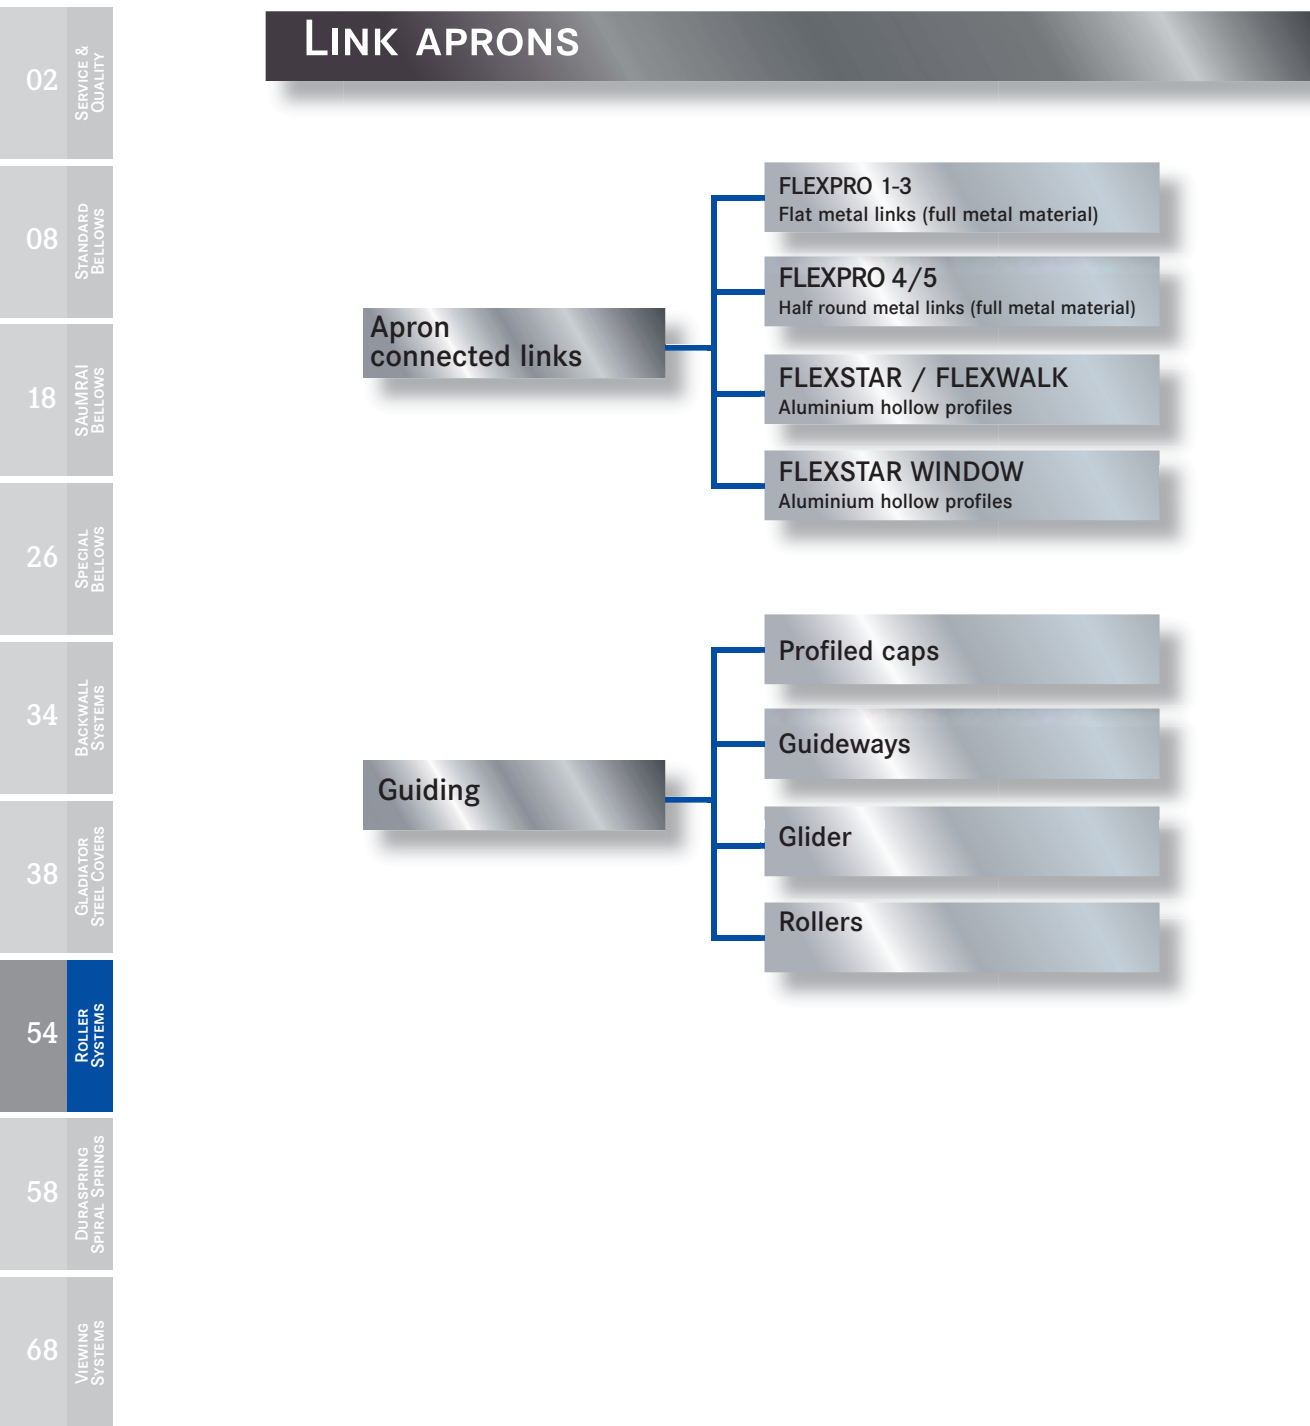 LINK APRONS
02
SERVICE &
QUALITY
08
STANDARD
BELLOWS
18
SAUMRAI
BELLOWS
26
SPECIAL
BELLOWS
34
BACKWALL
SYSTEMS
38
GLADIATOR
STEEL COVERS
54
ROLLER
SYSTEMS
58
DURASPRING
SPIRAL SPRINGS
68
VIEWING
SYSTEMS
Apron
connected links
FLEXPRO 1-3
Flat metal links (full metal material)
FLEXPRO 4/5
Half round metal links (full metal material)
FLEXSTAR / FLEXWALK
Aluminium hollow profiles
FLEXSTAR WINDOW
Aluminium hollow profiles
Guiding
Profiled caps
Guideways
Glider
Rollers